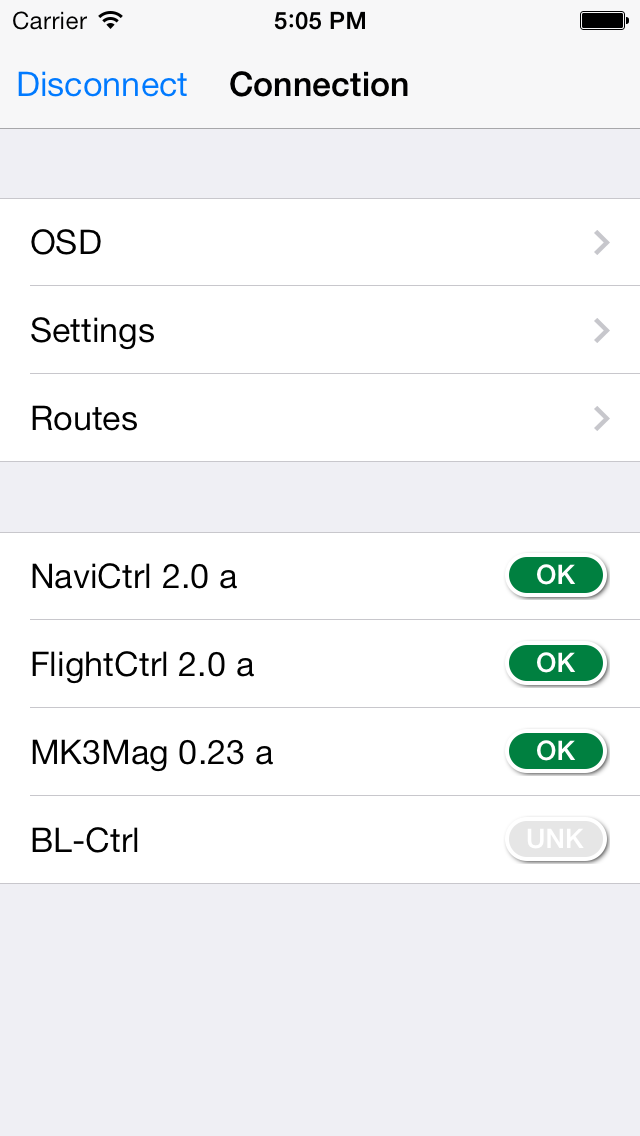 Carrier 5:05 PM
Disconnect Connection
OSD
Settings
Routes
NaviCtrl 2.0 a OK
FlightCtrl 2.0 a OK
MK3Mag 0.23 a OK
BL-Ctrl UNK